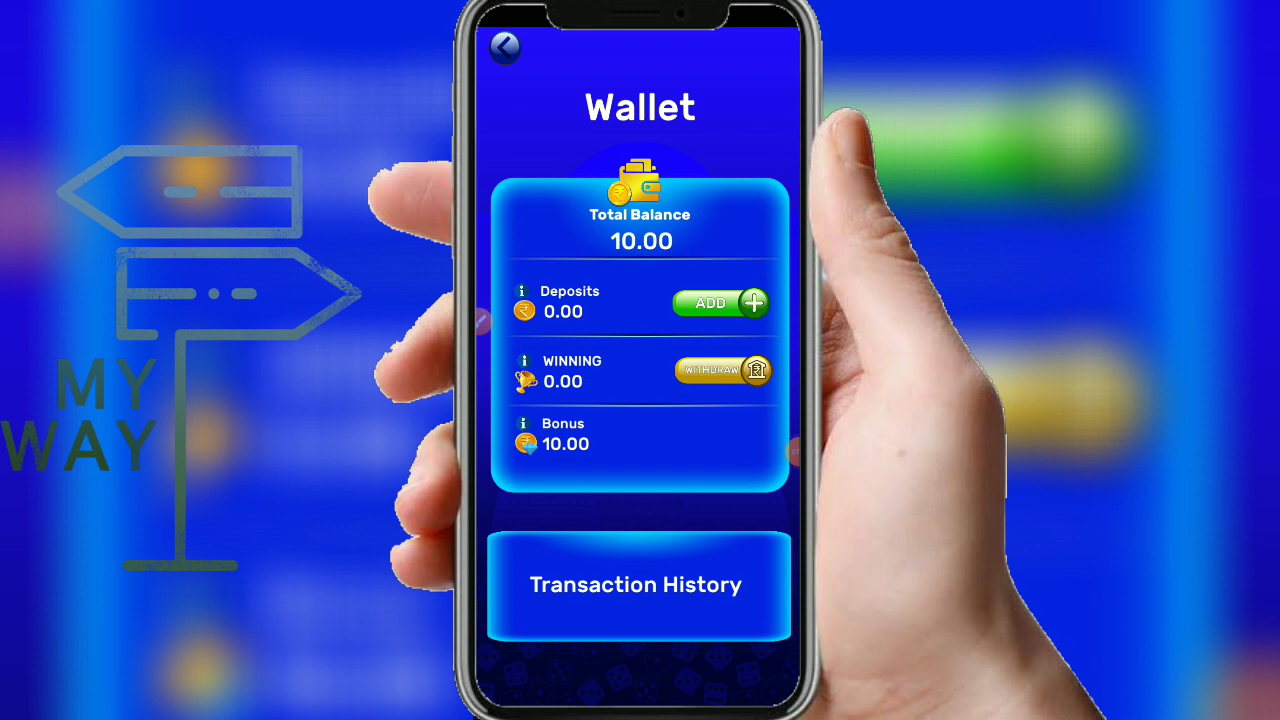 Wallet
Total Balance
10.00
Deposits
0.00
ADD
WINNING
0.00
WITHDRAW
Bonus
10.00
Transaction History
MY
WAY